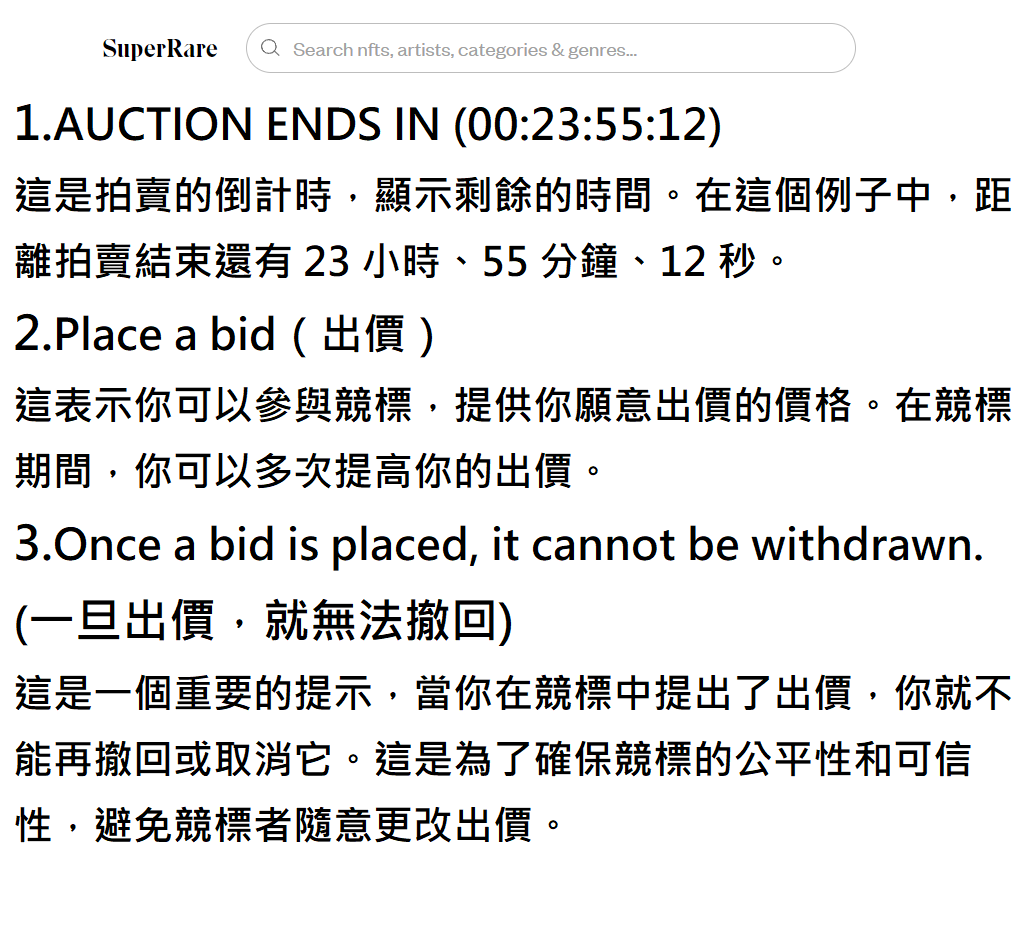 SuperRare
Search nfts, artists, categories & genres...
1.AUCTION ENDS IN (00:23:55:12)
這是拍賣的倒計時，顯示剩餘的時間。在這個例子中，距
離拍賣結束還有 23 小時、55 分鐘、12 秒。
2.Place a bid（出價）
這表示你可以參與競標，提供你願意出價的價格。在競標
期間，你可以多次提高你的出價。
3.Once a bid is placed, it cannot be withdrawn.
(一旦出價，就無法撤回)
這是一個重要的提示，當你在競標中提出了出價，你就不
能再撤回或取消它。這是為了確保競標的公平性和可信
性，避免競標者隨意更改出價。